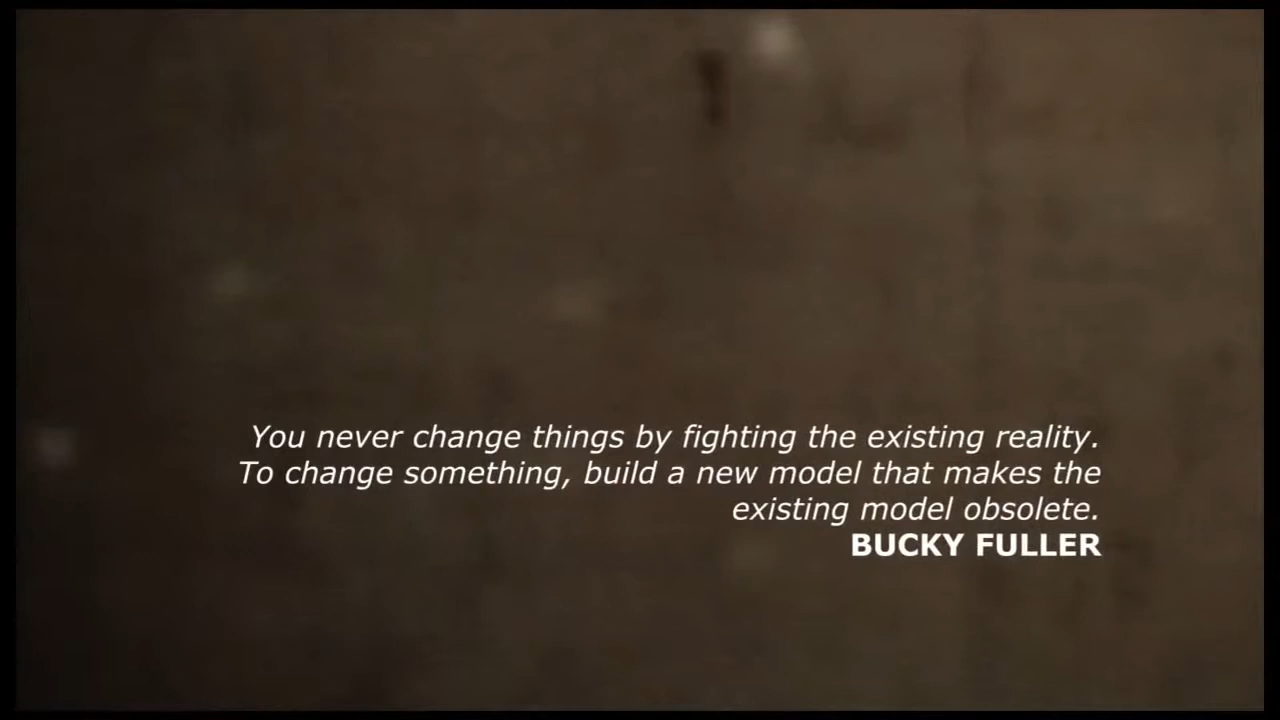 You never change things by fighting the existing reality.
To change something, build a new model that makes the
existing model obsolete.
BUCKY FULLER